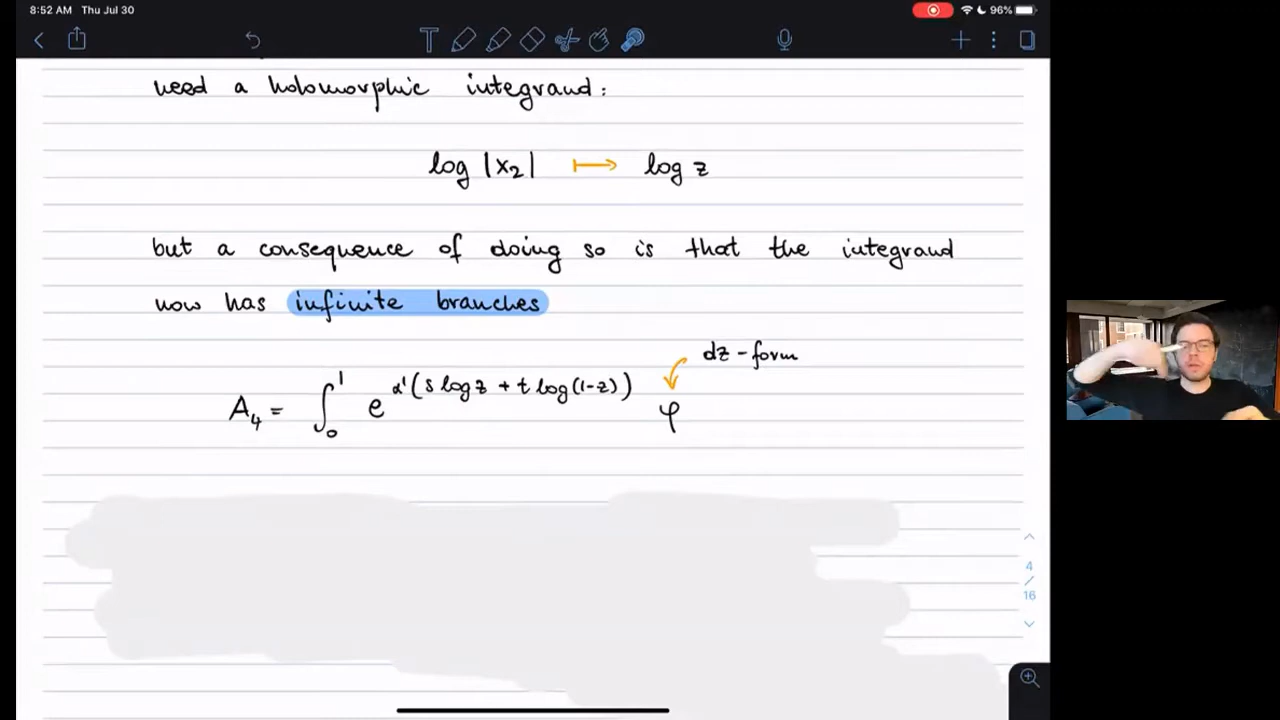 8:52 AM Thu Jul 30
96%
need a holomorphic integrand:
log |x₂| ↦ log z
but a consequence of doing so is that the integrand
now has infinite branches
dz-form
A₄ = ∫₀¹ e^{α'(s log z + t log(1-z))} φ
4
/
16